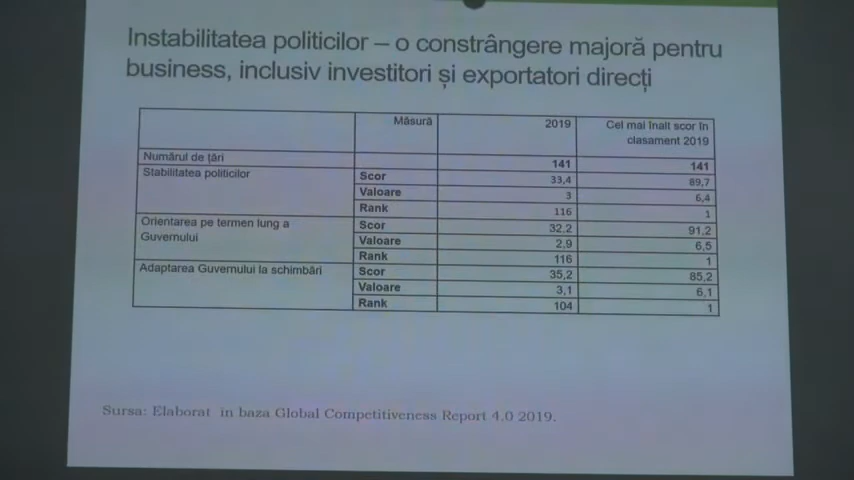 Instabilitatea politicilor – o constrângere majoră pentru
business, inclusiv investitori și exportatori direcți
Măsură 2019 Cel mai înalt scor în
clasament 2019
Numărul de țări 141 141
Stabilitatea politicilor Scor 33,4 89,7
Valoare 3 6,4
Rank 116 1
Orientarea pe termen lung a Scor 32,2 91,2
Guvernului Valoare 2,9 6,5
Rank 116 1
Adaptarea Guvernului la schimbări Scor 35,2 85,2
Valoare 3,1 6,1
Rank 104 1
Sursa: Elaborat in baza Global Competitiveness Report 4.0 2019.